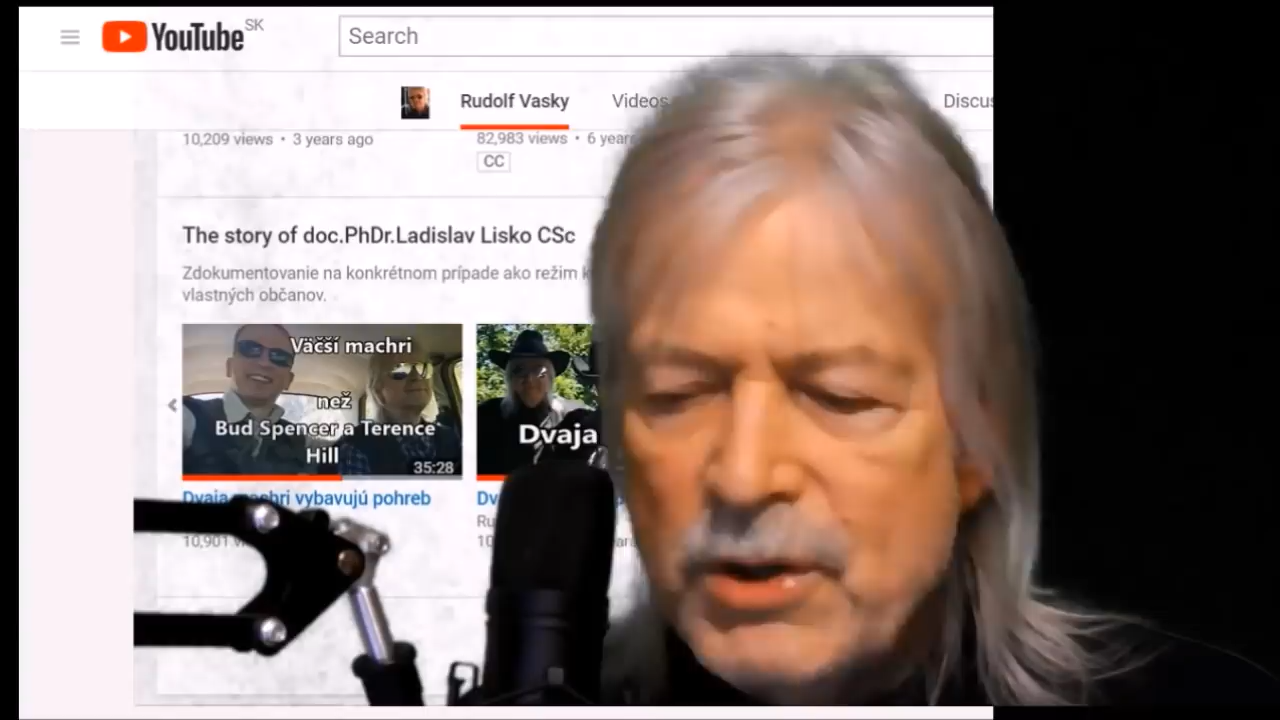 YouTube SK
Search
Rudolf Vasky Videos
10,209 views • 3 years ago
82,983 views • 6
CC
The story of doc.PhDr.Ladislav Lisko CSc
Zdokumentovanie na konkrétnom prípade ako režim
vlastných občanov.
Väčší machri
než
Bud Spencer a Terence
Hill
35:28
Dvaja
Dvaja machri vybavujú pohreb
10,901